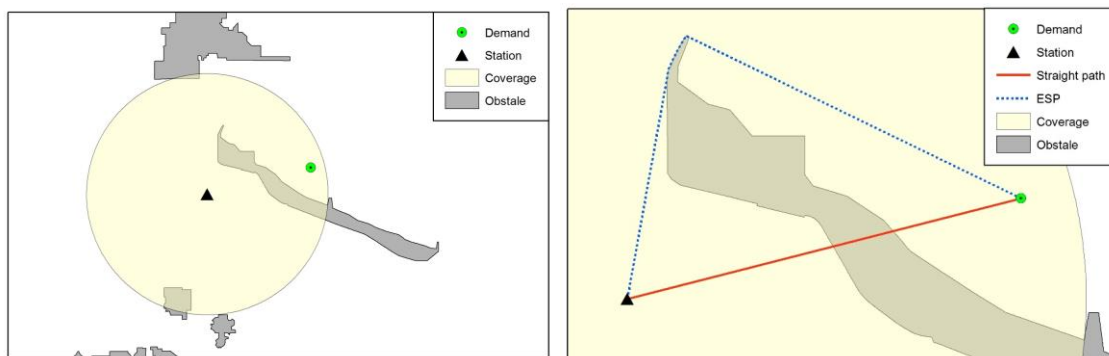 Demand
Station
Coverage
Obstale
Demand
Station
Straight path
ESP
Coverage
Obstale